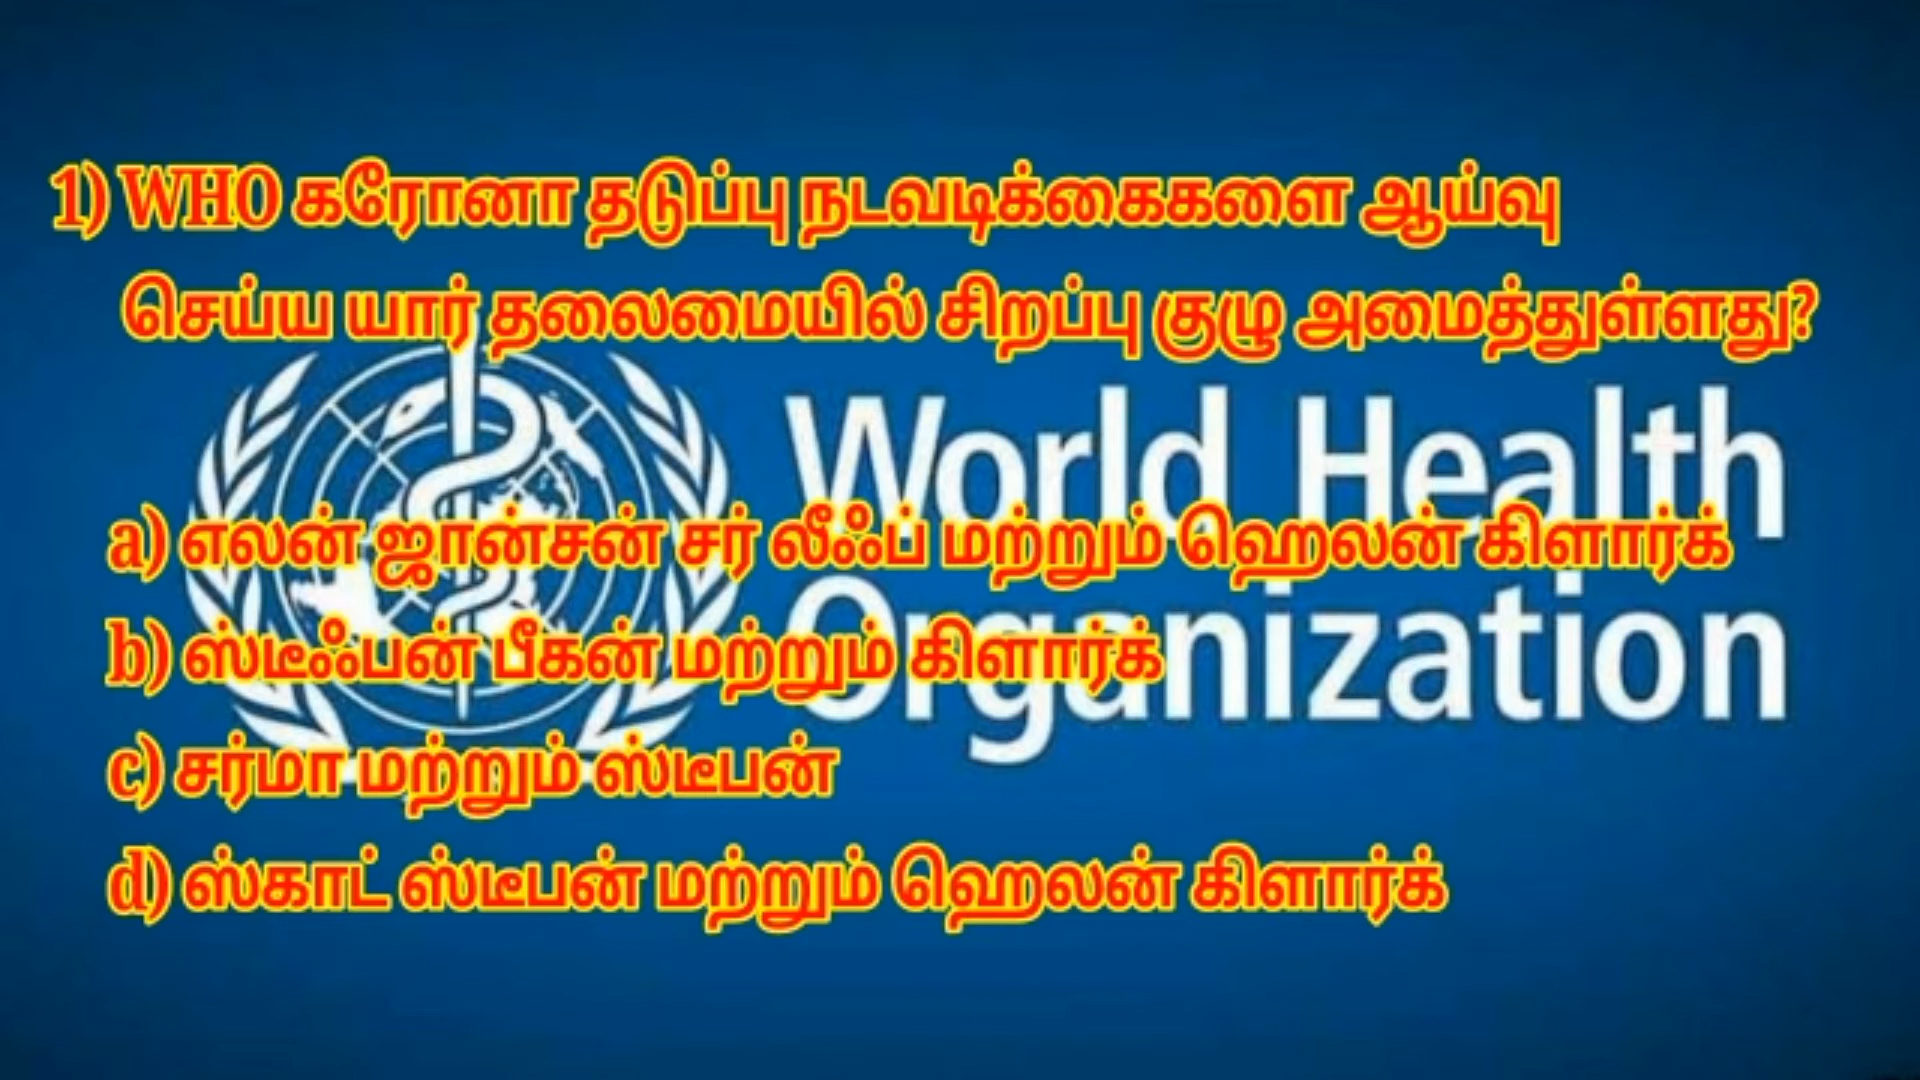 1) WHO கரோனா தடுப்பு நடவடிக்கைகளை ஆய்வு
செய்ய யார் தலைமையில் சிறப்பு குழு அமைத்துள்ளது?
World Health
Organization
a) எலன் ஜான்சன் சர் லீஃப் மற்றும் ஹெலன் கிளார்க்
b) ஸ்டீஃபன் பீகன் மற்றும் கிளார்க்
c) சர்மா மற்றும் ஸ்டீபன்
d) ஸ்காட் ஸ்டீபன் மற்றும் ஹெலன் கிளார்க்